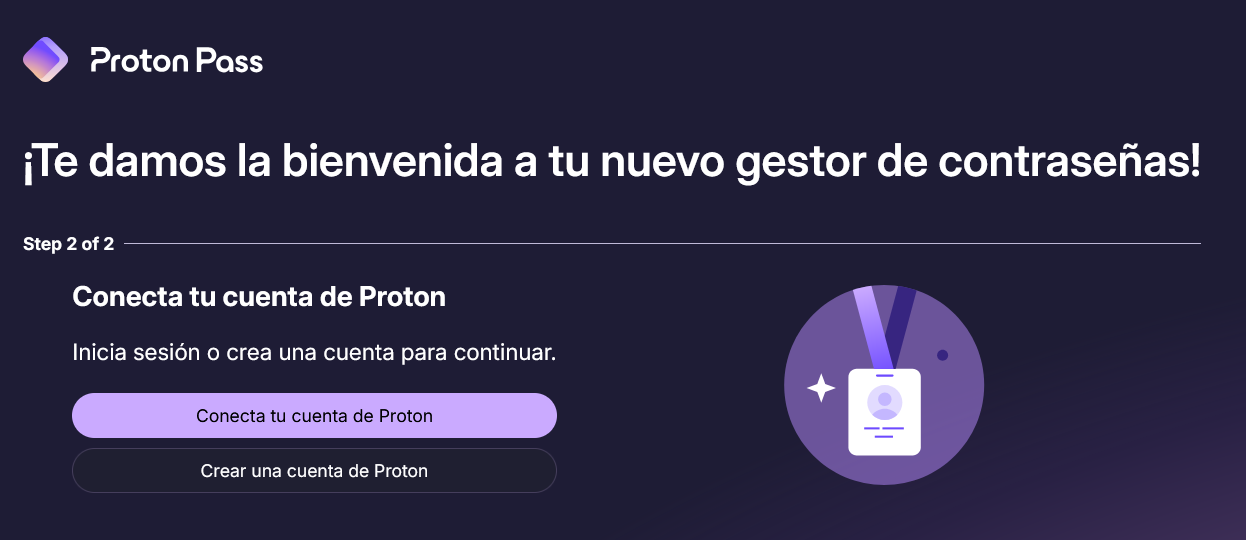 Proton Pass
¡Te damos la bienvenida a tu nuevo gestor de contraseñas!
Step 2 of 2
Conecta tu cuenta de Proton
Inicia sesión o crea una cuenta para continuar.
Conecta tu cuenta de Proton
Crear una cuenta de Proton